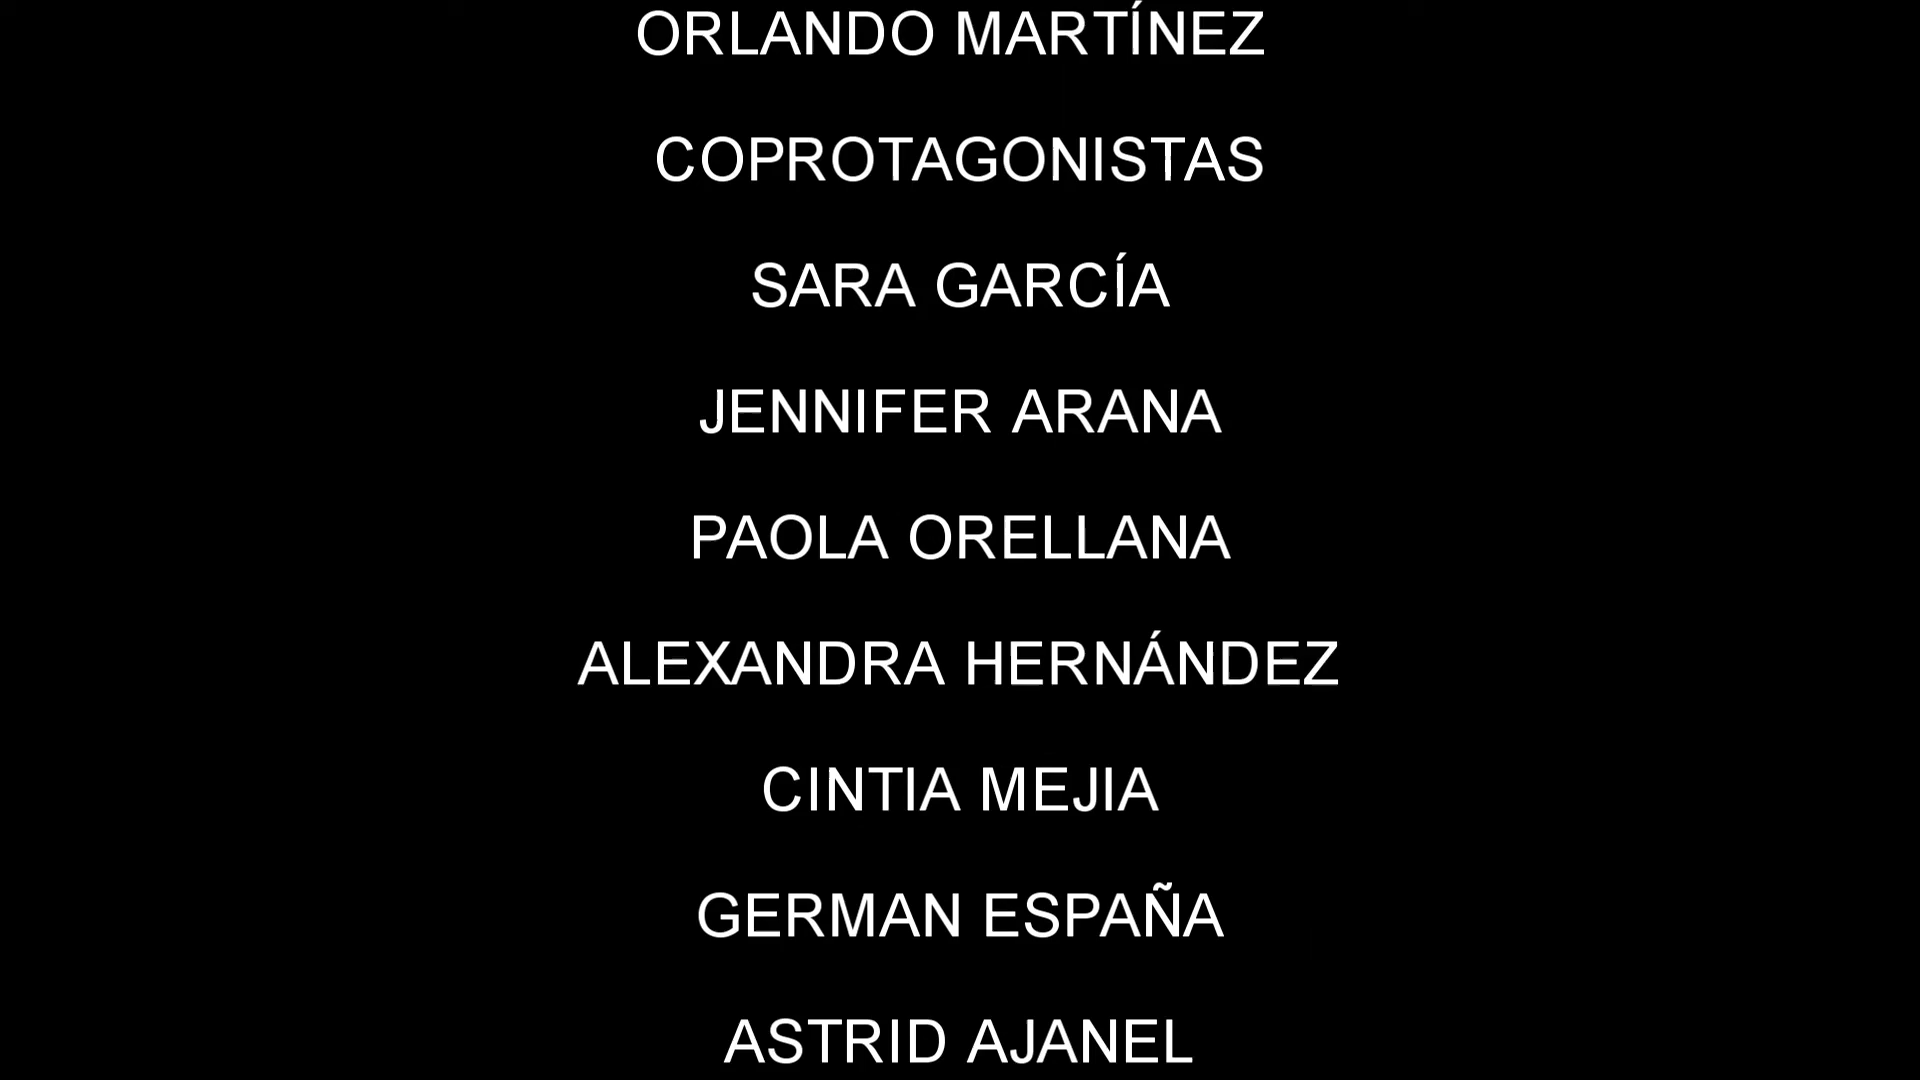 ORLANDO MARTÍNEZ
COPROTAGONISTAS
SARA GARCÍA
JENNIFER ARANA
PAOLA ORELLANA
ALEXANDRA HERNÁNDEZ
CINTIA MEJIA
GERMAN ESPAÑA
ASTRID AJANEL